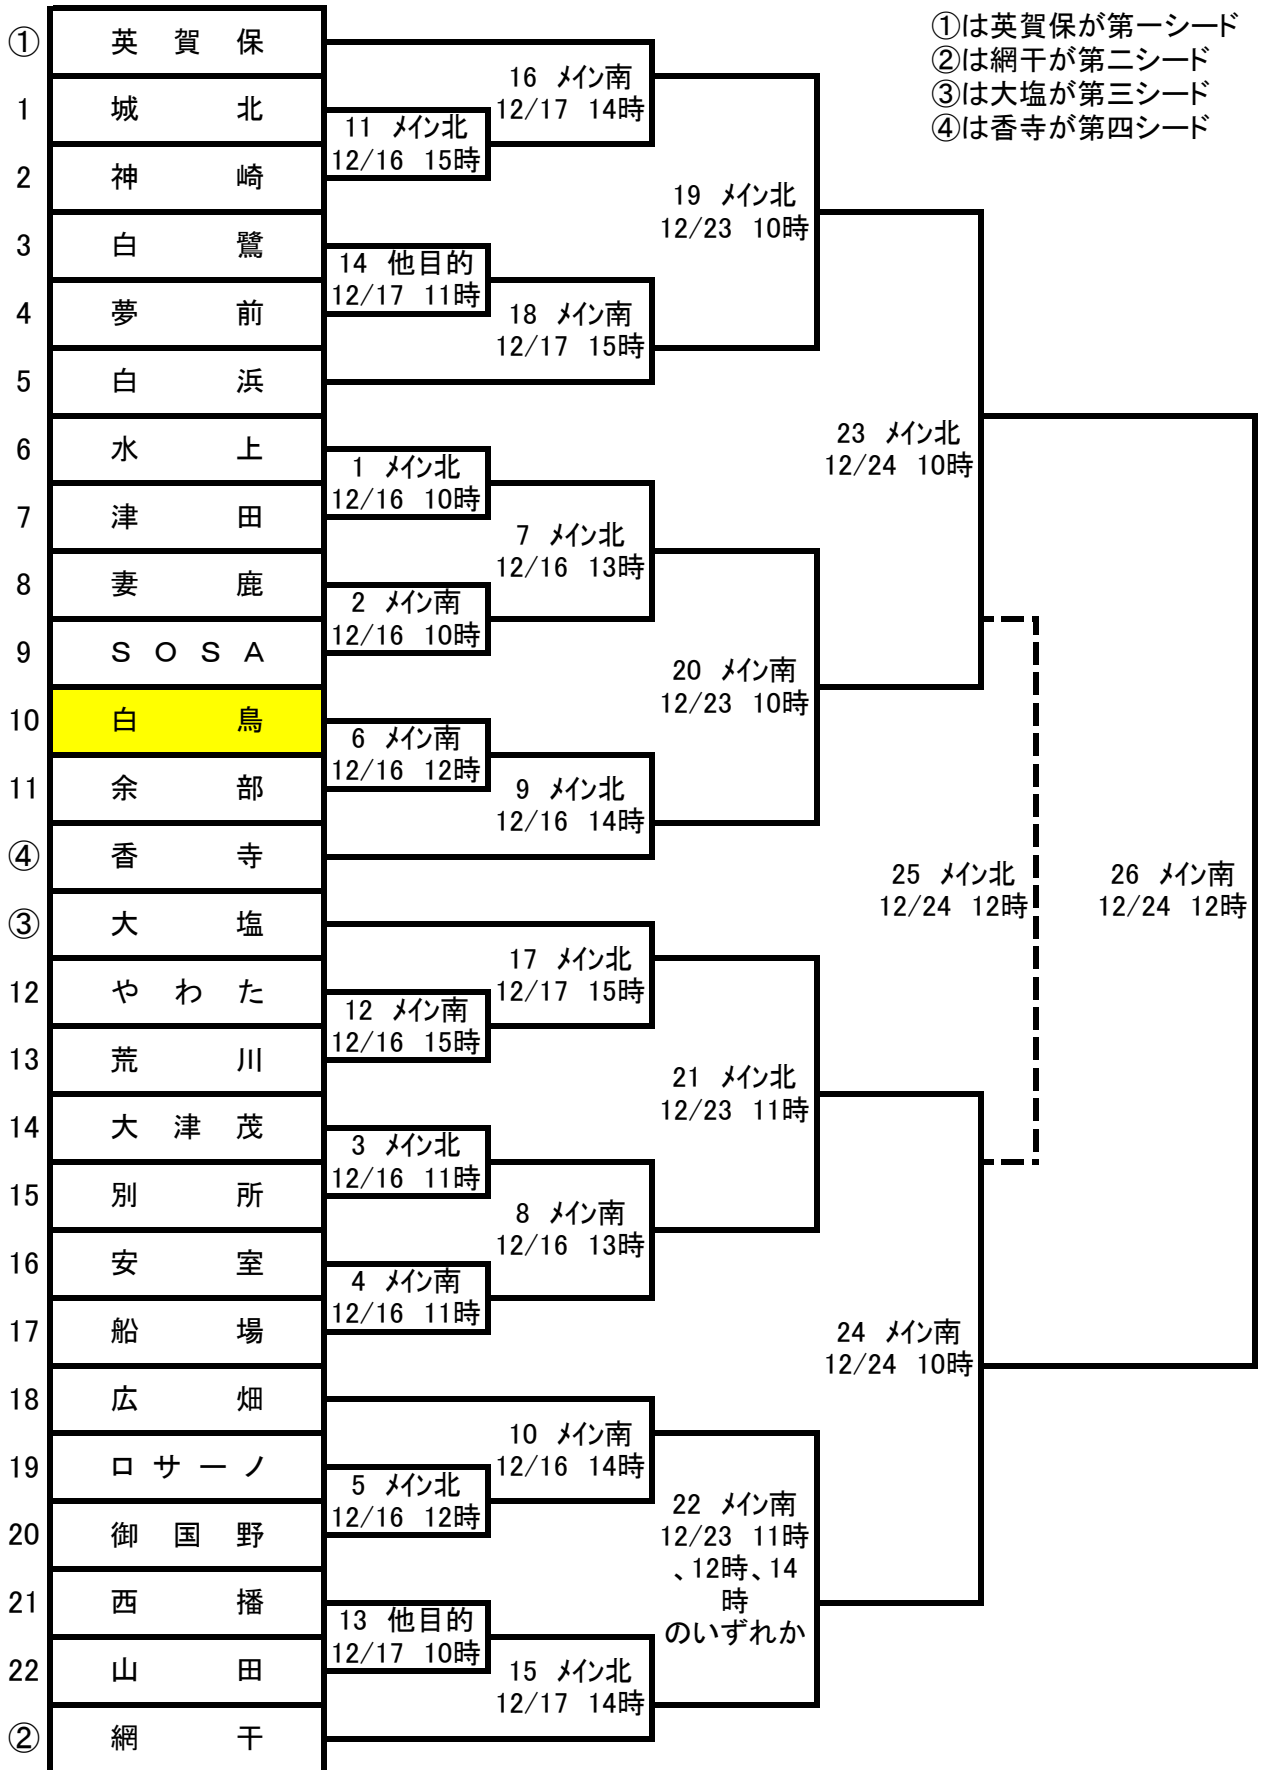 ①は英賀保が第一シード
②は網干が第二シード
③は大塩が第三シード
④は香寺が第四シード
① 英賀保
1 城北
2 神崎
3 白鷺
4 夢前
5 白浜
6 水上
7 津田
8 妻鹿
9 ＳＯＳＡ
10 白鳥
11 余部
④ 香寺
③ 大塩
12 やわた
13 荒川
14 大津茂
15 別所
16 安室
17 船場
18 広畑
19 ロサーノ
20 御国野
21 西播
22 山田
② 網干
11 ﾒｲﾝ北
12/16 15時
14 他目的
12/17 11時
1 ﾒｲﾝ北
12/16 10時
2 ﾒｲﾝ南
12/16 10時
6 ﾒｲﾝ南
12/16 12時
12 ﾒｲﾝ南
12/16 15時
3 ﾒｲﾝ北
12/16 11時
4 ﾒｲﾝ南
12/16 11時
5 ﾒｲﾝ北
12/16 12時
13 他目的
12/17 10時
16 ﾒｲﾝ南
12/17 14時
18 ﾒｲﾝ南
12/17 15時
7 ﾒｲﾝ北
12/16 13時
9 ﾒｲﾝ北
12/16 14時
17 ﾒｲﾝ北
12/17 15時
8 ﾒｲﾝ南
12/16 13時
10 ﾒｲﾝ南
12/16 14時
15 ﾒｲﾝ北
12/17 14時
19 ﾒｲﾝ北
12/23 10時
20 ﾒｲﾝ南
12/23 10時
21 ﾒｲﾝ北
12/23 11時
22 ﾒｲﾝ南
12/23 11時
、12時、14
時
のいずれか
23 ﾒｲﾝ北
12/24 10時
24 ﾒｲﾝ南
12/24 10時
25 ﾒｲﾝ北
12/24 12時
26 ﾒｲﾝ南
12/24 12時